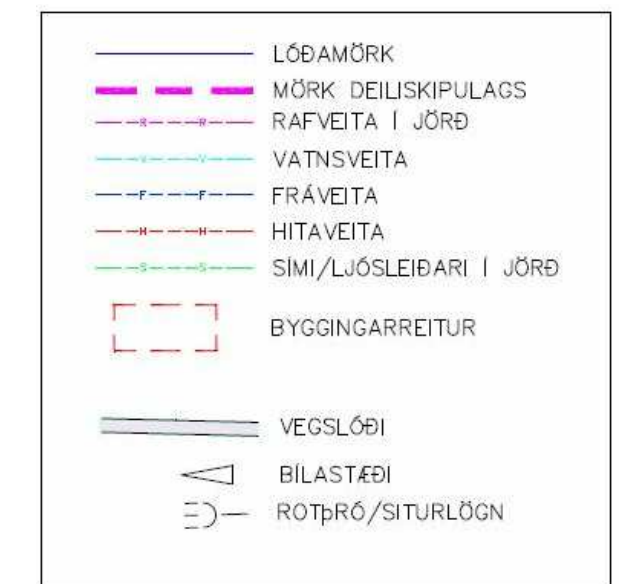 LÓÐAMÖRK
MÖRK DEILISKIPULAGS
R R RAFVEITA Í JÖRÐ
V V VATNSVEITA
F F FRÁVEITA
H H HITAVEITA
S S SÍMI/LJÓSLEIÐARI Í JÖRÐ
BYGGINGARREITUR
VEGSLÓÐI
BÍLASTÆÐI
ROTÞRÓ/SITURLÖGN